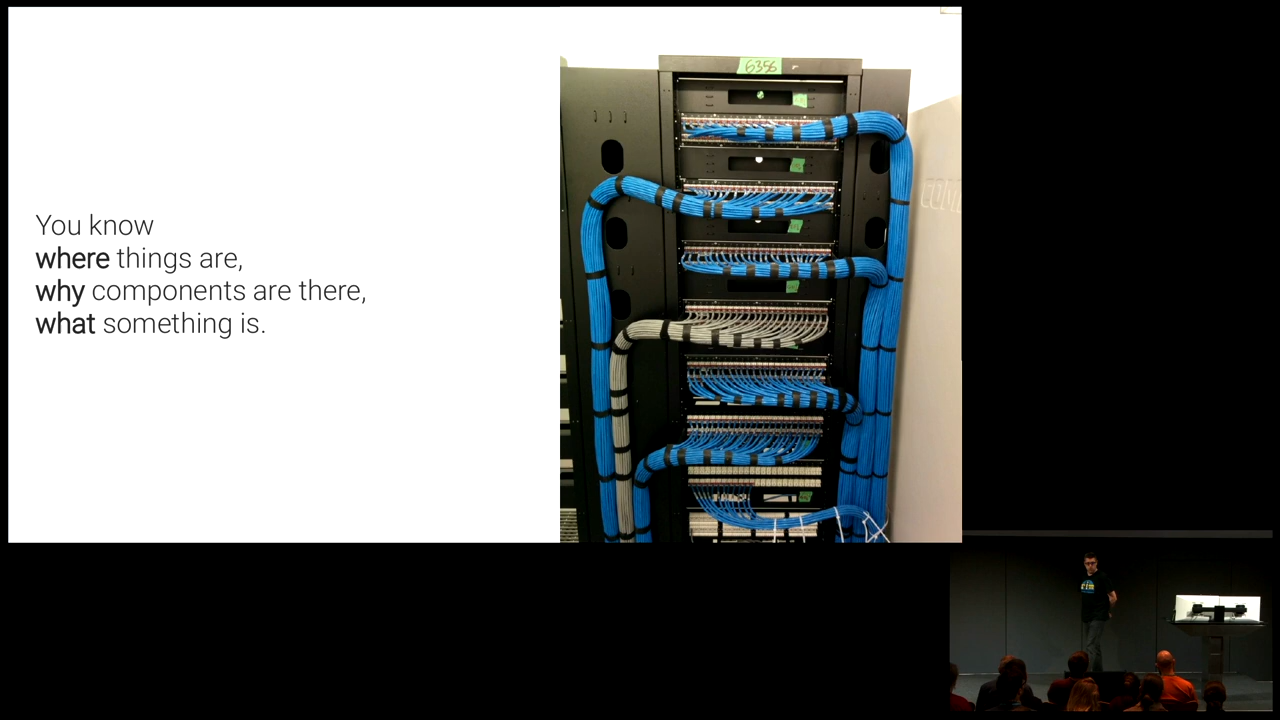 You know
where things are,
why components are there,
what something is.
6356